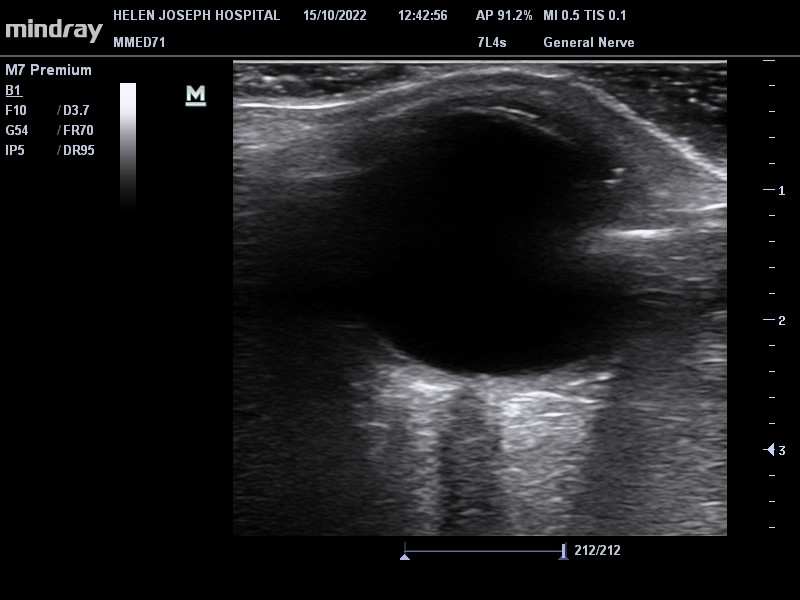 mindray
HELEN JOSEPH HOSPITAL 15/10/2022 12:42:56 AP 91.2% MI 0.5 TIS 0.1
MMED71 7L4s General Nerve
M7 Premium
B1
F10 / D3.7
G54 / FR70
IP5 / DR95
M
1
2
3
212/212